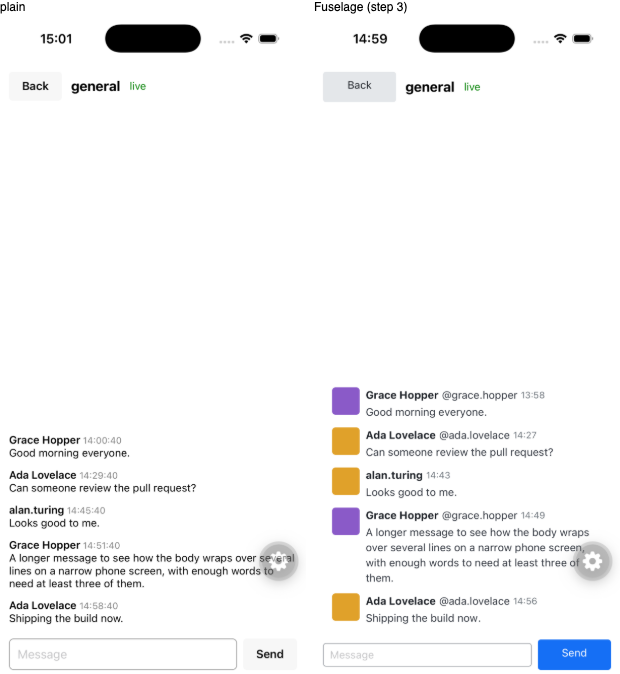 plain
15:01
Back general live
Grace Hopper 14:00:40
Good morning everyone.
Ada Lovelace 14:29:40
Can someone review the pull request?
alan.turing 14:45:40
Looks good to me.
Grace Hopper 14:51:40
A longer message to see how the body wraps over several
lines on a narrow phone screen, with enough words to
need at least three of them.
Ada Lovelace 14:58:40
Shipping the build now.
Message Send
Fuselage (step 3)
14:59
Back general live
Grace Hopper @grace.hopper 13:58
Good morning everyone.
Ada Lovelace @ada.lovelace 14:27
Can someone review the pull request?
alan.turing 14:43
Looks good to me.
Grace Hopper @grace.hopper 14:49
A longer message to see how the body wraps
over several lines on a narrow phone screen,
with enough words to need at least three of
them.
Ada Lovelace @ada.lovelace 14:56
Shipping the build now.
Message Send